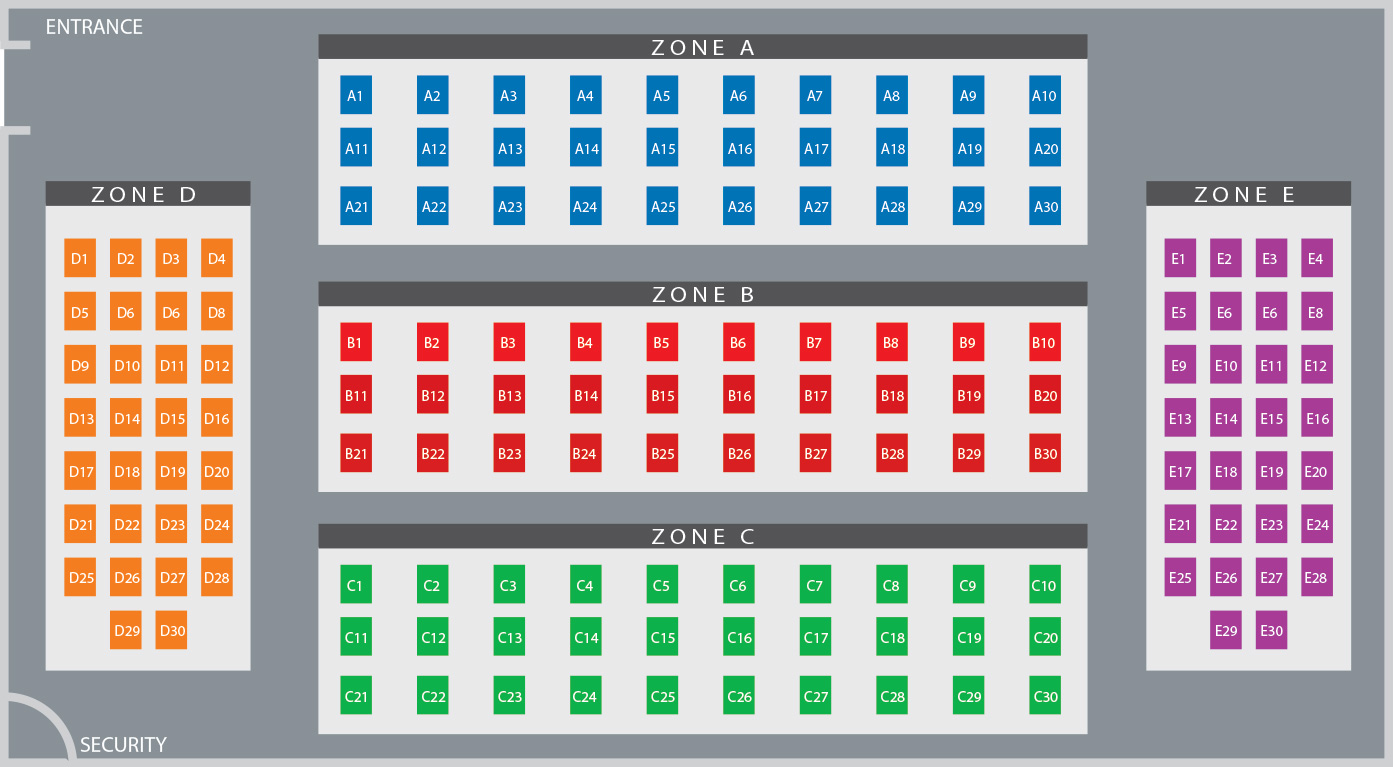 ENTRANCE
ZONE A
A1 A2 A3 A4 A5 A6 A7 A8 A9 A10
A11 A12 A13 A14 A15 A16 A17 A18 A19 A20
A21 A22 A23 A24 A25 A26 A27 A28 A29 A30
ZONE D
D1 D2 D3 D4
D5 D6 D6 D8
D9 D10 D11 D12
D13 D14 D15 D16
D17 D18 D19 D20
D21 D22 D23 D24
D25 D26 D27 D28
D29 D30
ZONE B
B1 B2 B3 B4 B5 B6 B7 B8 B9 B10
B11 B12 B13 B14 B15 B16 B17 B18 B19 B20
B21 B22 B23 B24 B25 B26 B27 B28 B29 B30
ZONE C
C1 C2 C3 C4 C5 C6 C7 C8 C9 C10
C11 C12 C13 C14 C15 C16 C17 C18 C19 C20
C21 C22 C23 C24 C25 C26 C27 C28 C29 C30
ZONE E
E1 E2 E3 E4
E5 E6 E6 E8
E9 E10 E11 E12
E13 E14 E15 E16
E17 E18 E19 E20
E21 E22 E23 E24
E25 E26 E27 E28
E29 E30
SECURITY